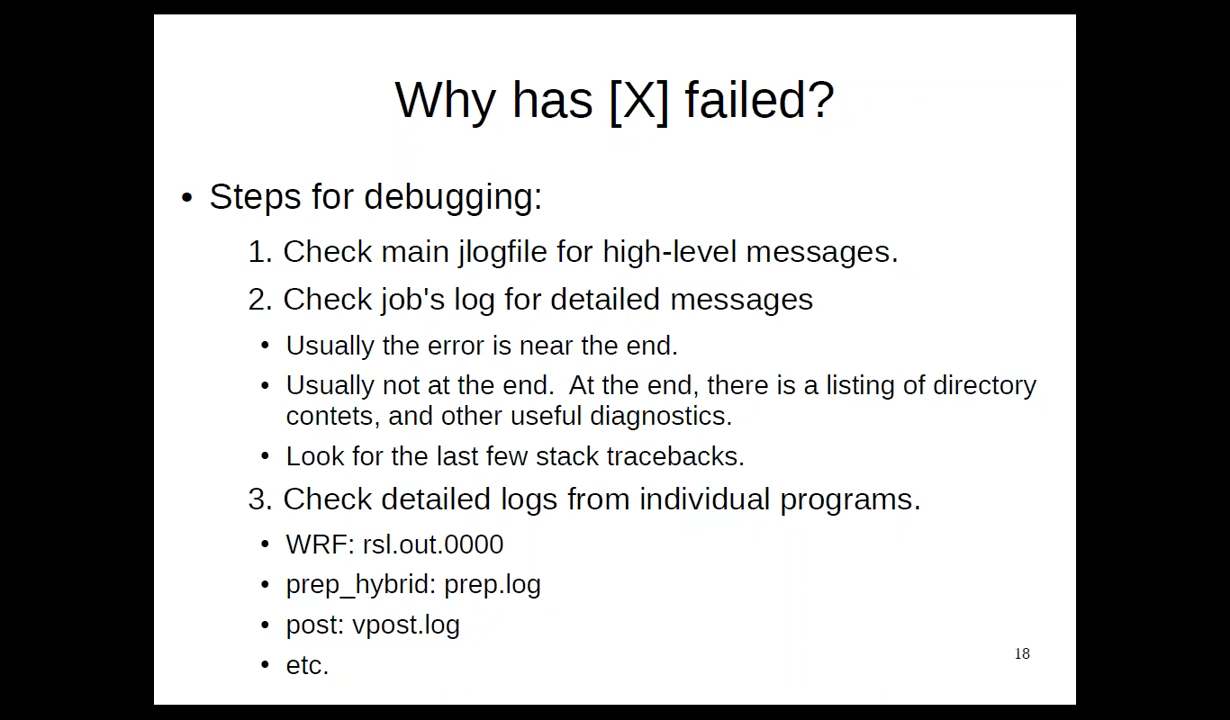 Why has [X] failed?
• Steps for debugging:
1. Check main jlogfile for high-level messages.
2. Check job's log for detailed messages
• Usually the error is near the end.
• Usually not at the end.  At the end, there is a listing of directory
contets, and other useful diagnostics.
• Look for the last few stack tracebacks.
3. Check detailed logs from individual programs.
• WRF: rsl.out.0000
• prep_hybrid: prep.log
• post: vpost.log
• etc.
18